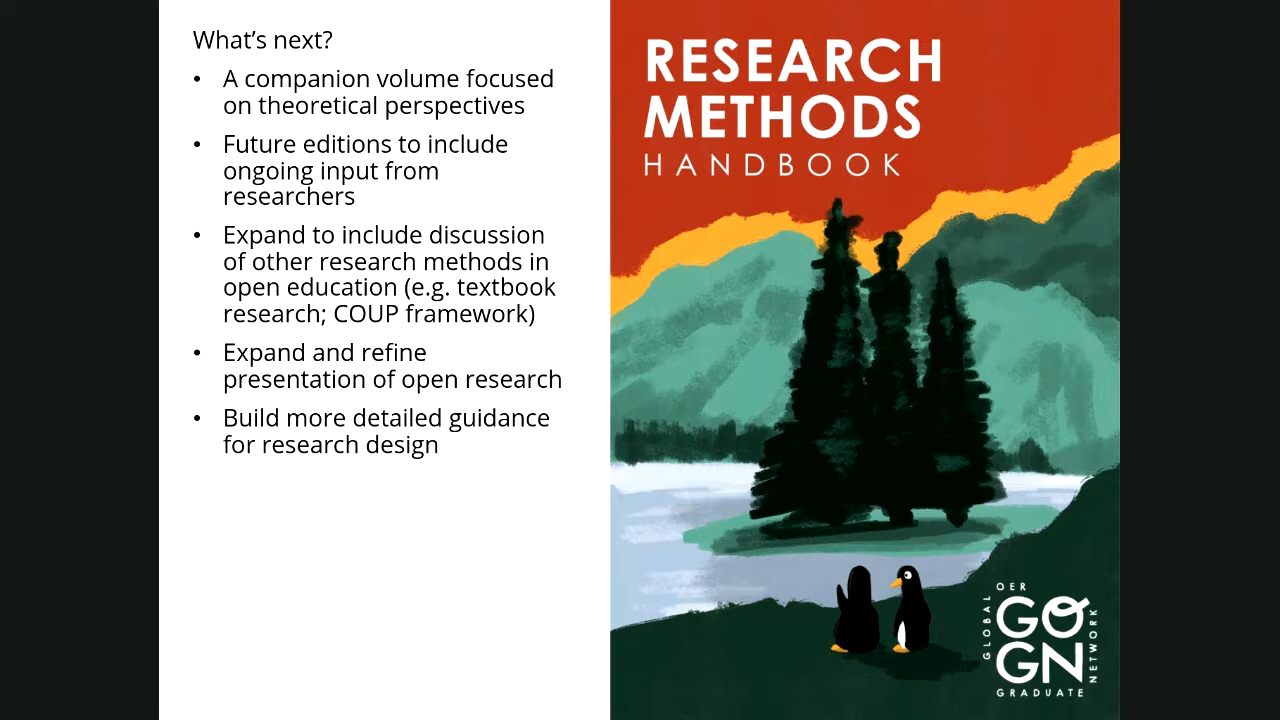 What’s next?
• A companion volume focused
on theoretical perspectives
• Future editions to include
ongoing input from
researchers
• Expand to include discussion
of other research methods in
open education (e.g. textbook
research; COUP framework)
• Expand and refine
presentation of open research
• Build more detailed guidance
for research design
RESEARCH
METHODS
HANDBOOK
OER
GLOBAL
GO
GN
NETWORK
GRADUATE